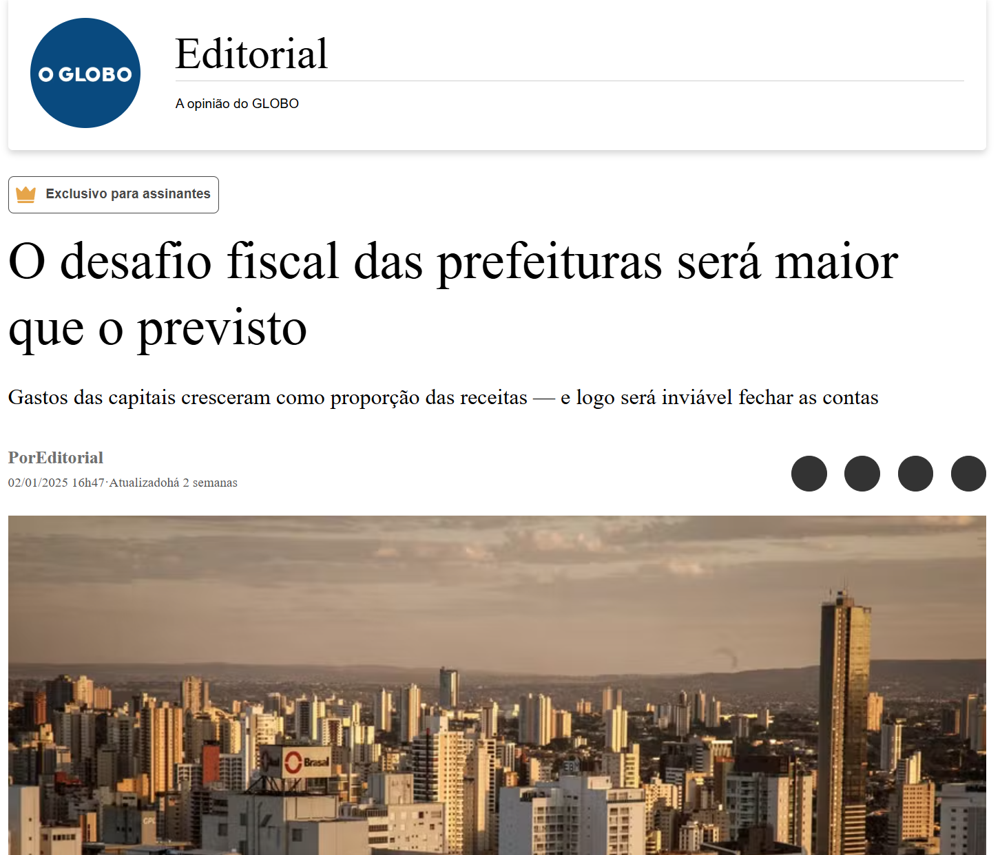 O GLOBO
Editorial
A opinião do GLOBO
Exclusivo para assinantes
O desafio fiscal das prefeituras será maior
que o previsto
Gastos das capitais cresceram como proporção das receitas — e logo será inviável fechar as contas
PorEditorial
02/01/2025 16h47·Atualizadohá 2 semanas
Brasal